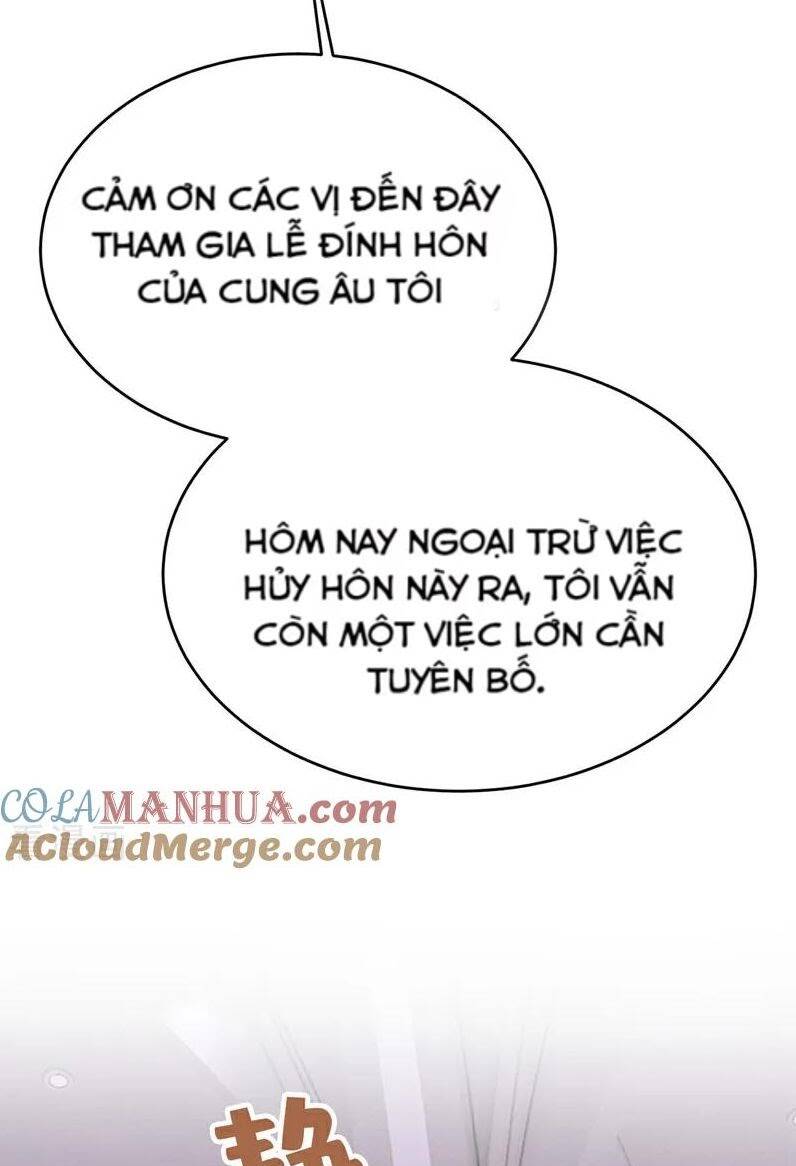 CẢM ƠN CÁC VỊ ĐẾN ĐÂY
THAM GIA LỄ ĐÍNH HÔN
CỦA CUNG ÂU TÔI
HÔM NAY NGOẠI TRỪ VIỆC
HỦY HÔN NÀY RA, TÔI VẪN
CÒN MỘT VIỆC LỚN CẦN
TUYÊN BỐ.
COLAMANHUA.com
AcloudMerge.com